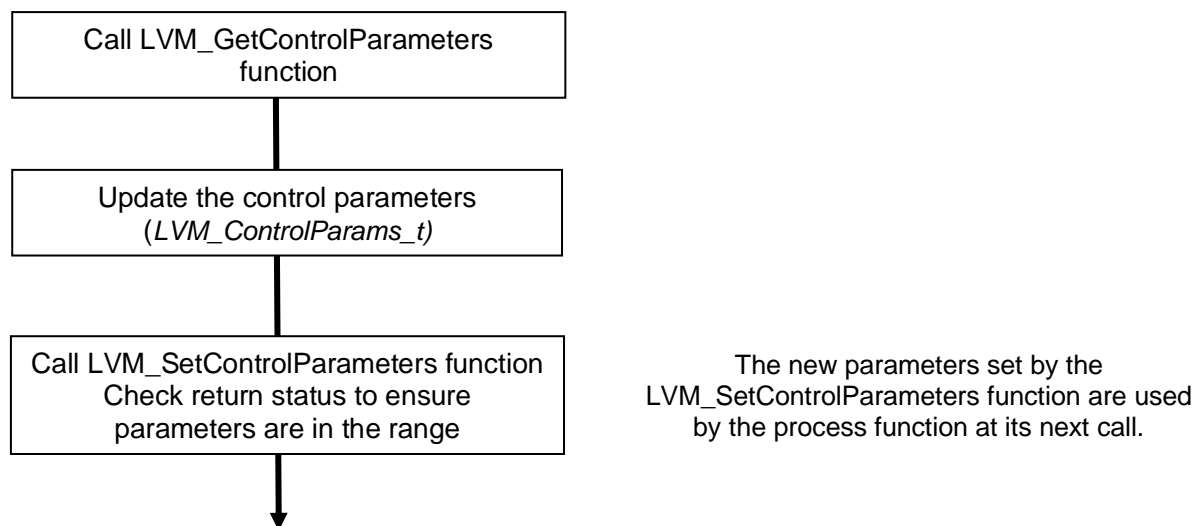 Call LVM_GetControlParameters
function
Update the control parameters
(LVM_ControlParams_t)
Call LVM_SetControlParameters function
Check return status to ensure
parameters are in the range
The new parameters set by the
LVM_SetControlParameters function are used
by the process function at its next call.